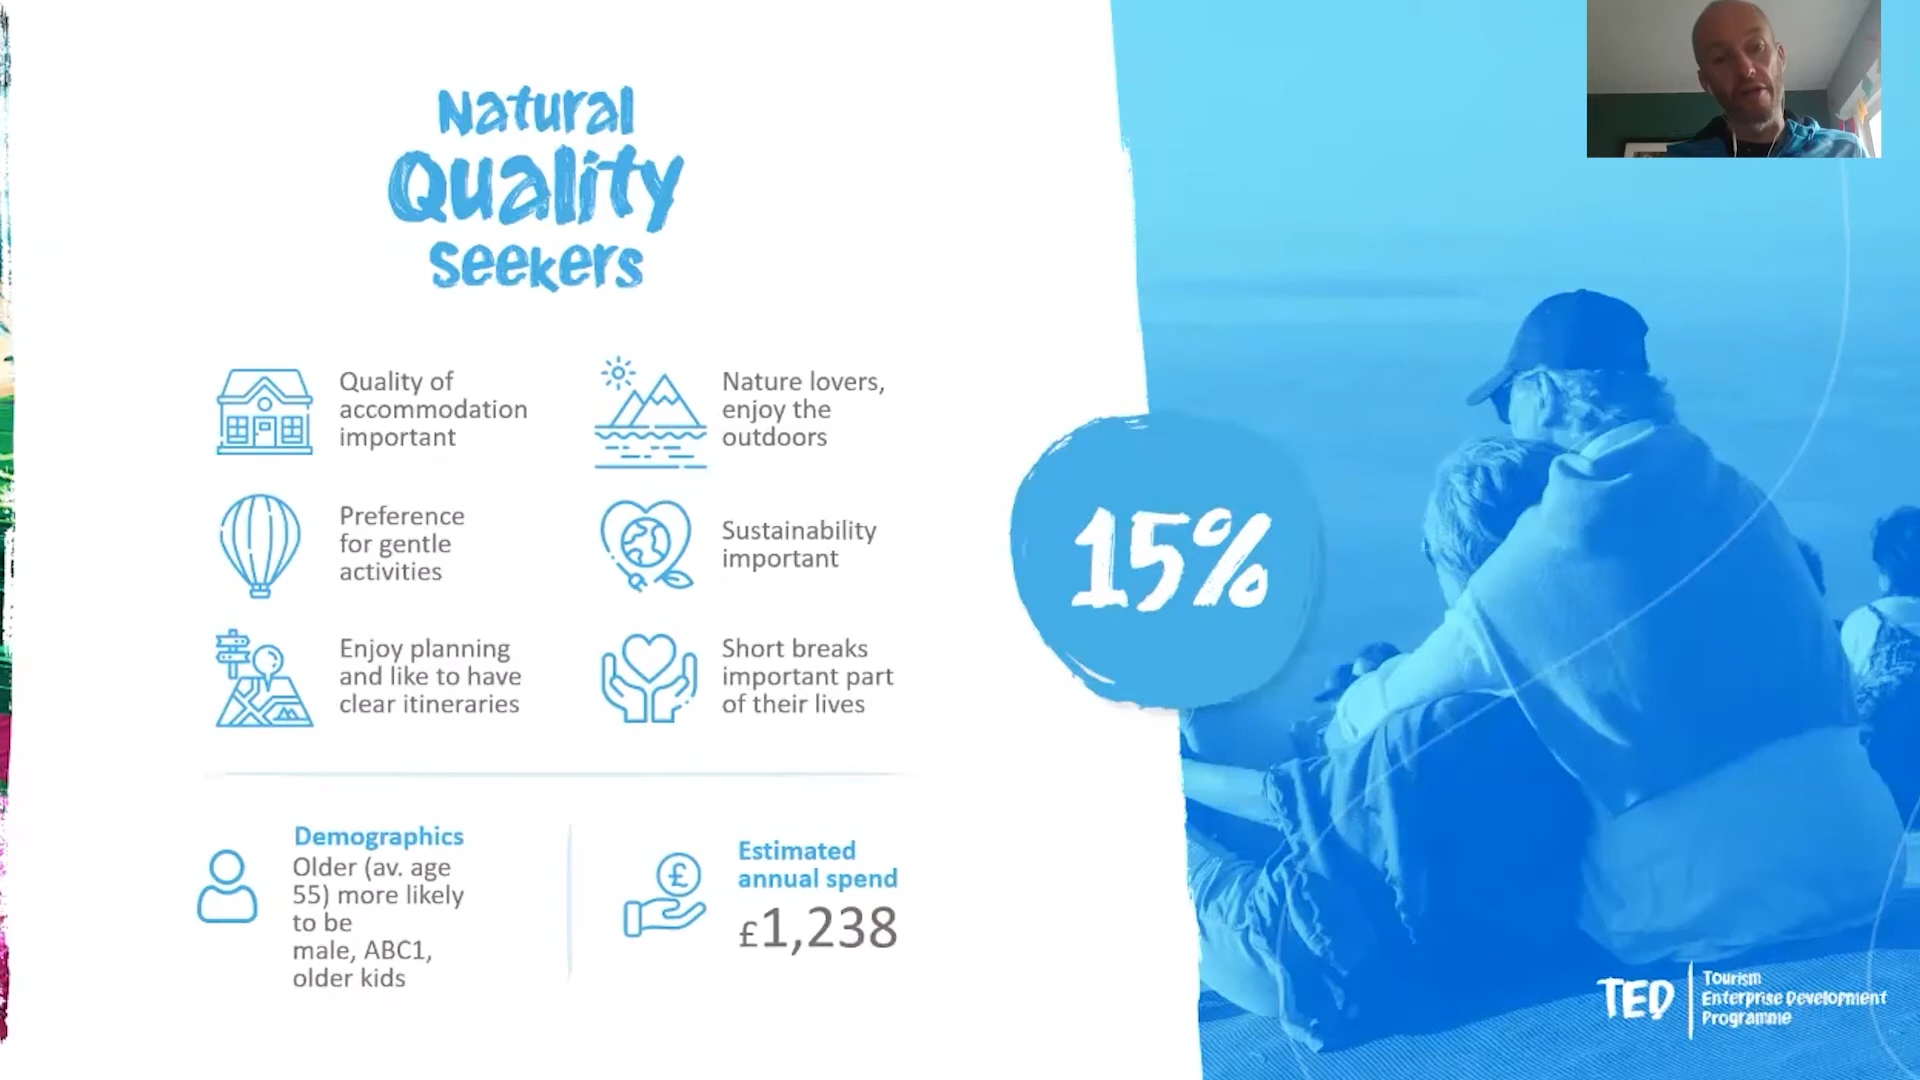 Natural
Quality
Seekers
Quality of
accommodation
important
Nature lovers,
enjoy the
outdoors
Preference
for gentle
activities
Sustainability
important
Enjoy planning
and like to have
clear itineraries
Short breaks
important part
of their lives
15%
Demographics
Older (av. age
55) more likely
to be
male, ABC1,
older kids
£
Estimated
annual spend
£1,238
TED
Tourism
Enterprise Development
Programme